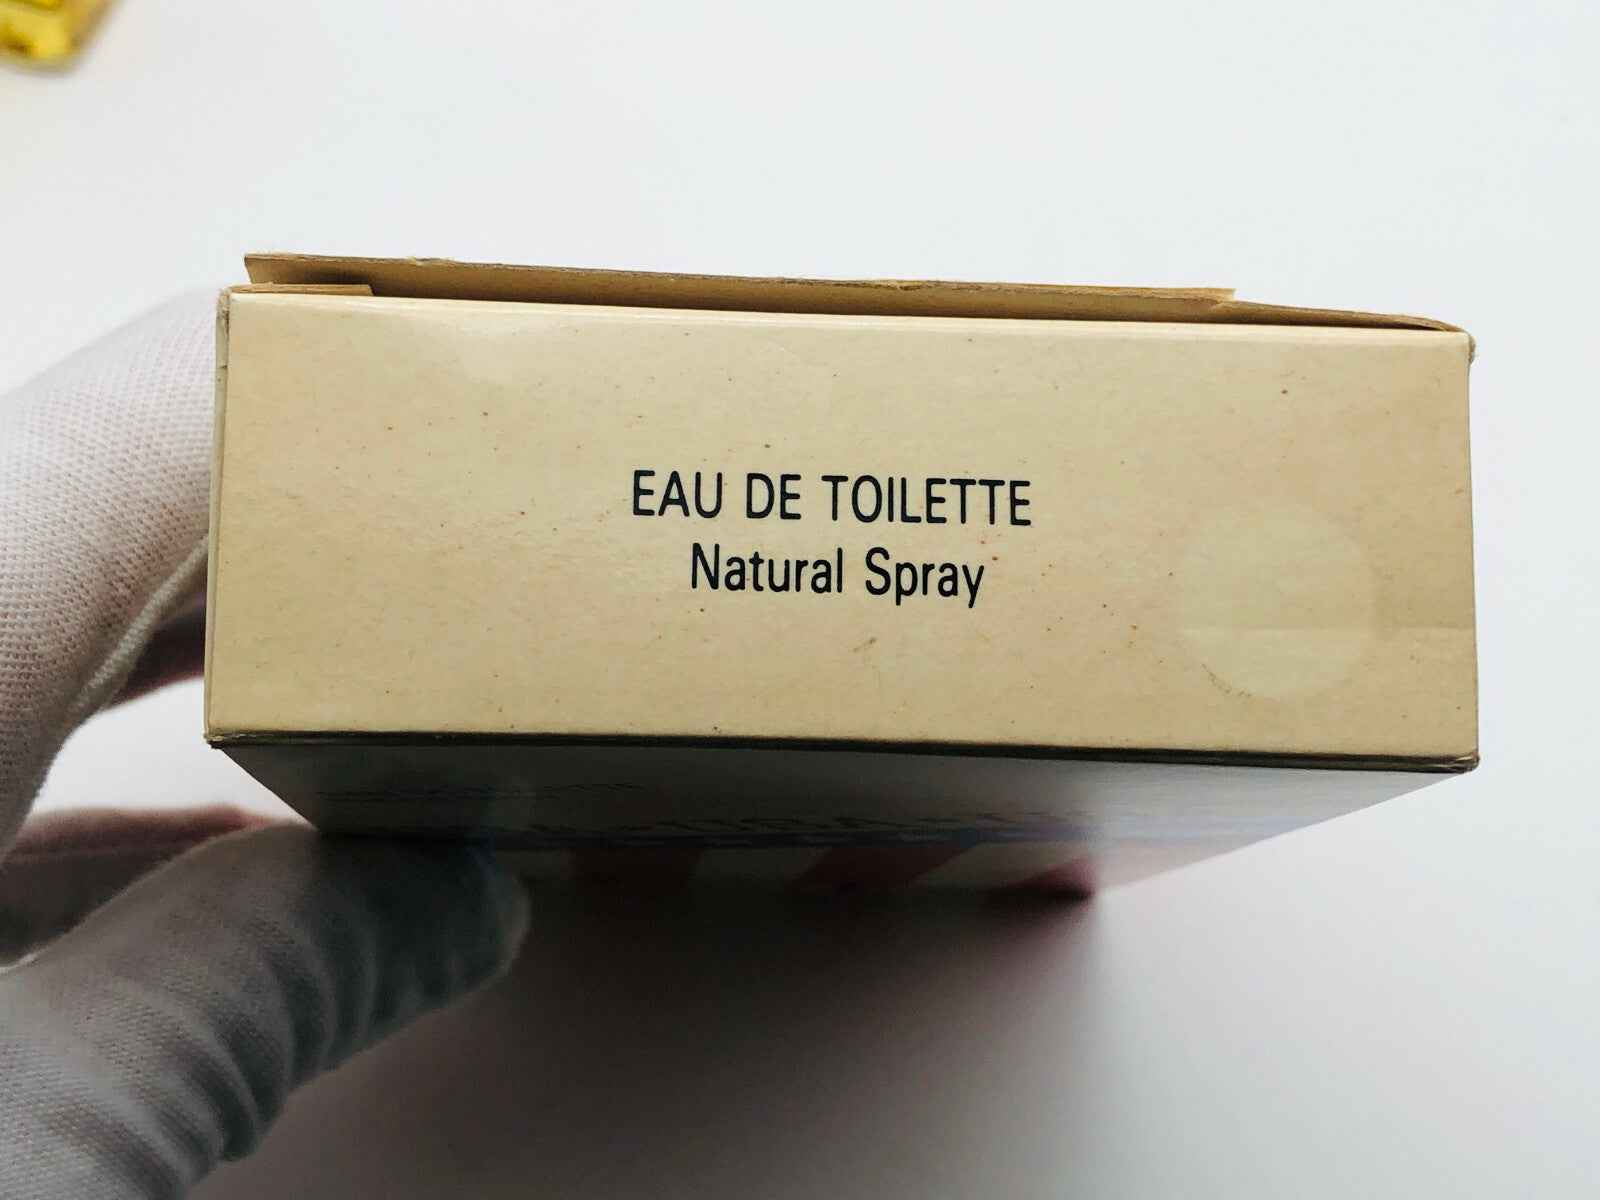 EAU DE TOILETTE
Natural Spray